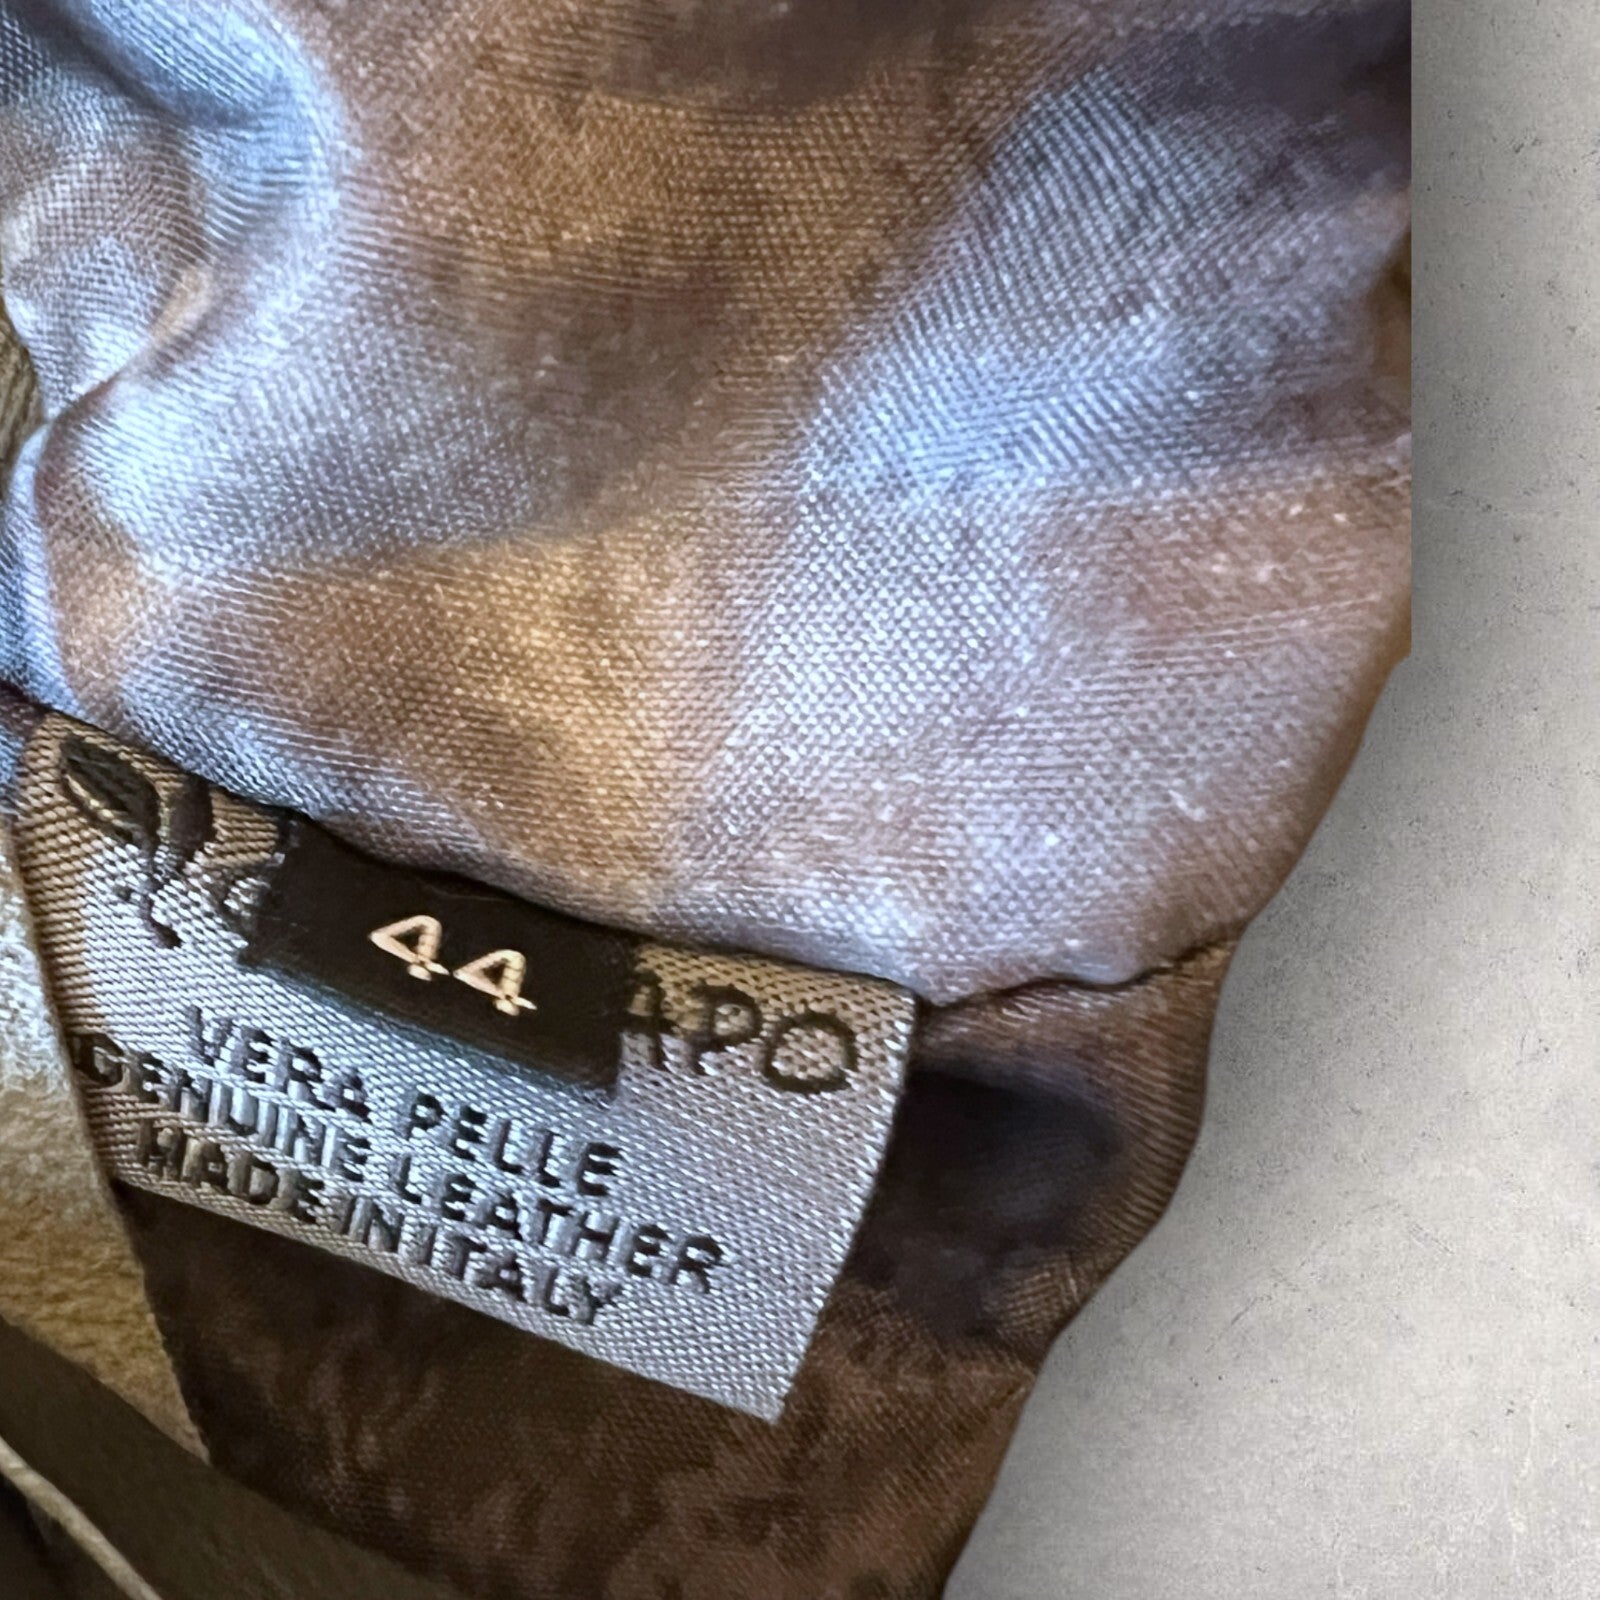 44
APO
VERA PELLE
GENUINE LEATHER
MADE IN ITALY